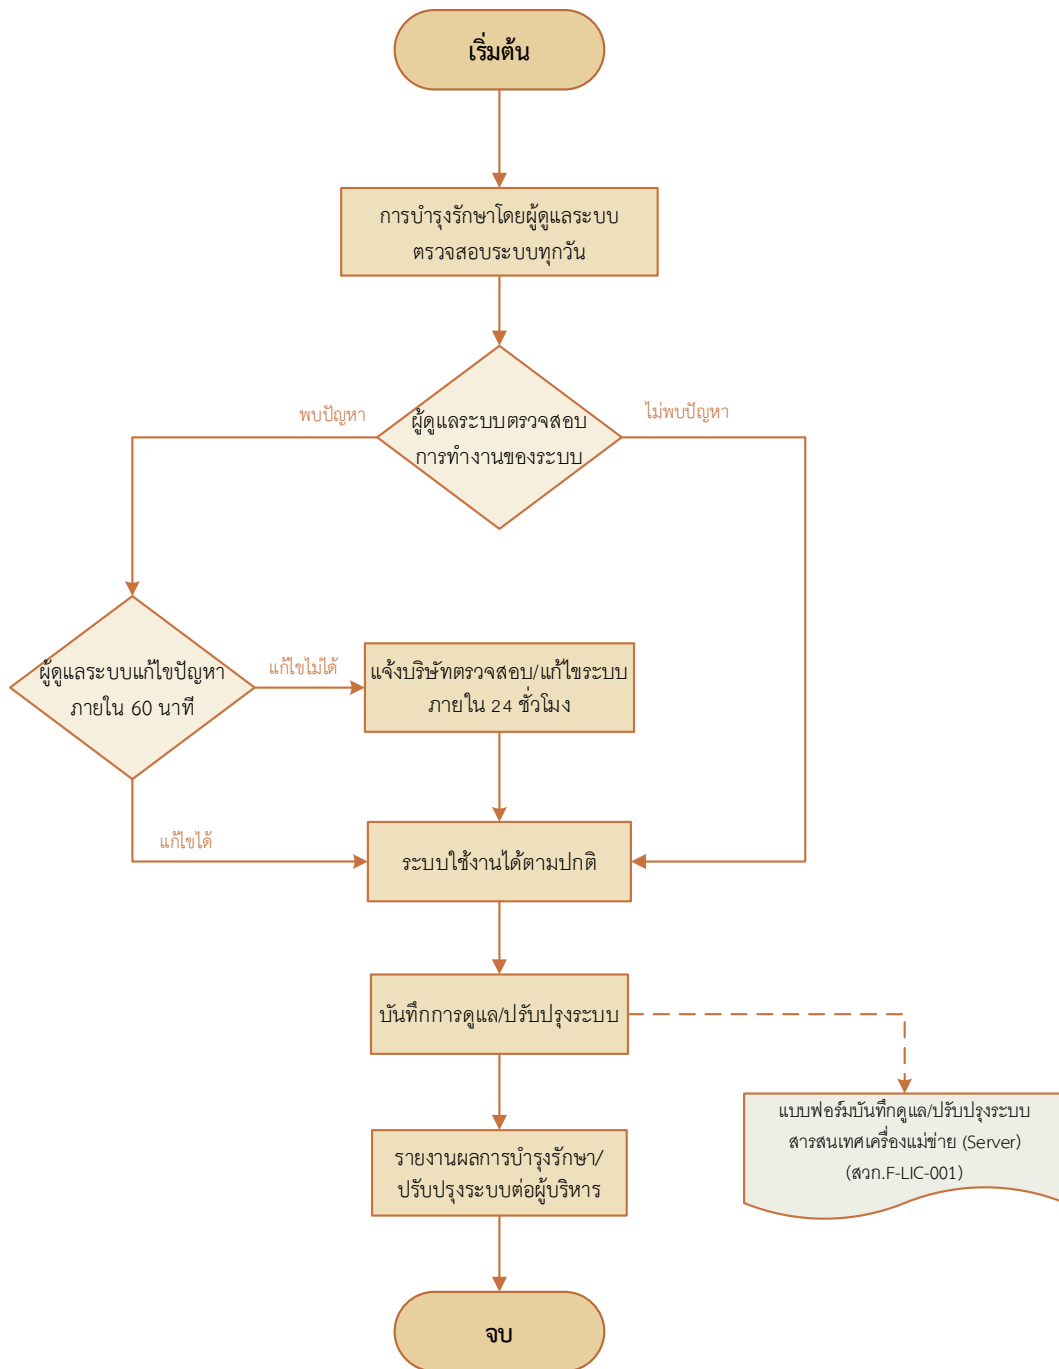 เริ่มต้น
การบำรุงรักษาโดยผู้ดูแลระบบ
ตรวจสอบระบบทุกวัน
พบปัญหา
ผู้ดูแลระบบตรวจสอบ
การทำงานของระบบ
ไม่พบปัญหา
ผู้ดูแลระบบแก้ไขปัญหา
ภายใน 60 นาที
แก้ไขไม่ได้
แจ้งบริษัทตรวจสอบ/แก้ไขระบบ
ภายใน 24 ชั่วโมง
แก้ไขได้
ระบบใช้งานได้ตามปกติ
บันทึกการดูแล/ปรับปรุงระบบ
แบบฟอร์มบันทึกดูแล/ปรับปรุงระบบ
สารสนเทศเครื่องแม่ข่าย (Server)
(สวก.F-LIC-001)
รายงานผลการบำรุงรักษา/
ปรับปรุงระบบต่อผู้บริหาร
จบ